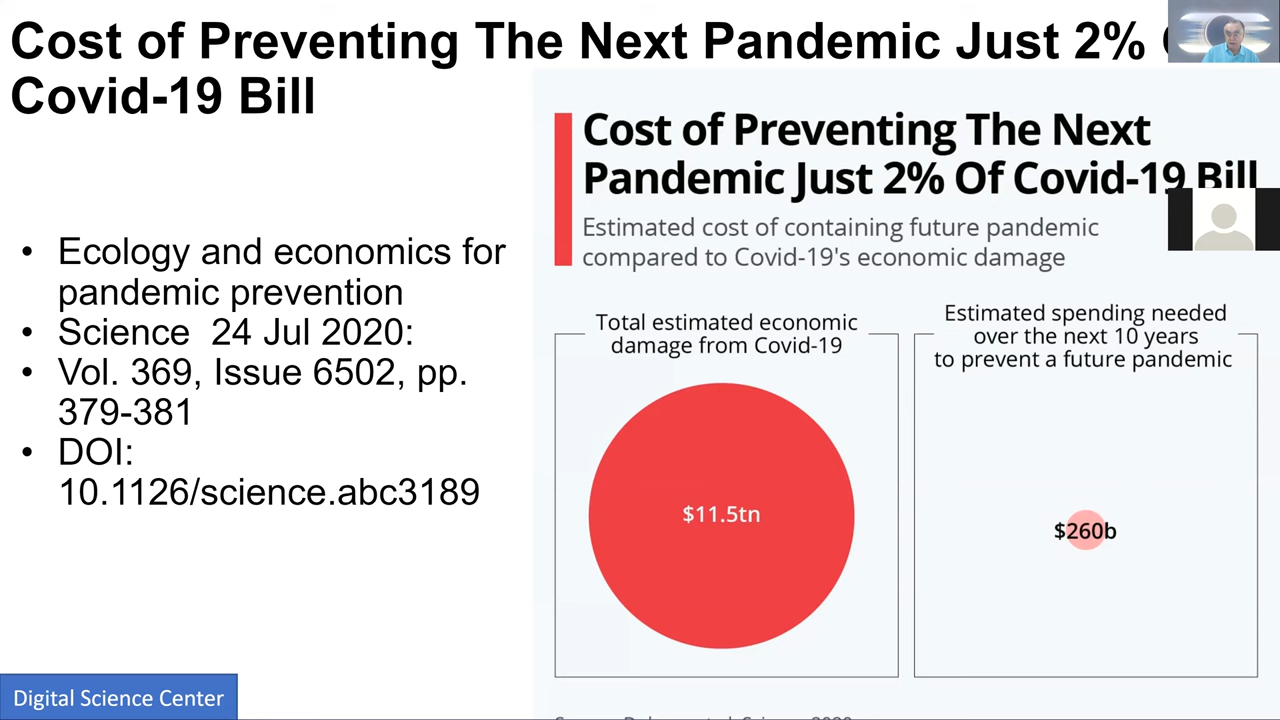 Cost of Preventing The Next Pandemic Just 2%
Covid-19 Bill
• Ecology and economics for
pandemic prevention
• Science 24 Jul 2020:
• Vol. 369, Issue 6502, pp.
379-381
• DOI:
10.1126/science.abc3189
Digital Science Center
Cost of Preventing The Next
Pandemic Just 2% Of Covid-19 Bill
Estimated cost of containing future pandemic
compared to Covid-19's economic damage
Total estimated economic
damage from Covid-19
$11.5tn
Estimated spending needed
over the next 10 years
to prevent a future pandemic
$260b